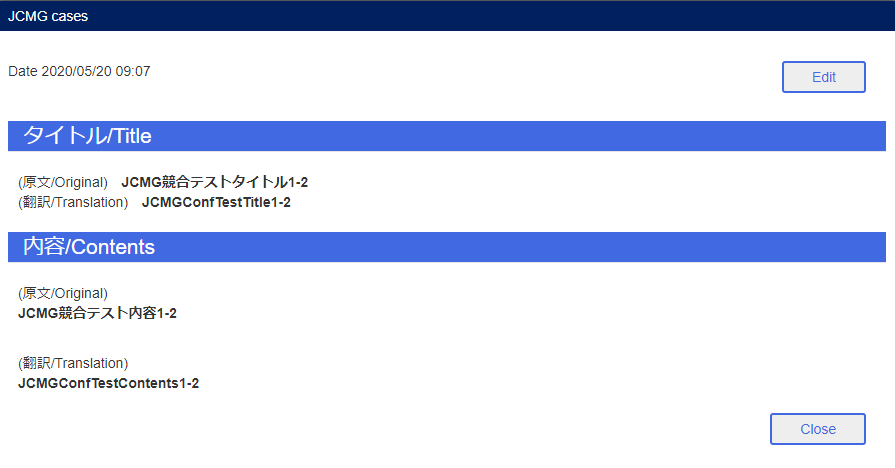 JCMG cases
Date 2020/05/20 09:07
Edit
タイトル/Title
(原文/Original) JCMG競合テストタイトル1-2
(翻訳/Translation) JCMGConfTestTitle1-2
内容/Contents
(原文/Original)
JCMG競合テスト内容1-2
(翻訳/Translation)
JCMGConfTestContents1-2
Close